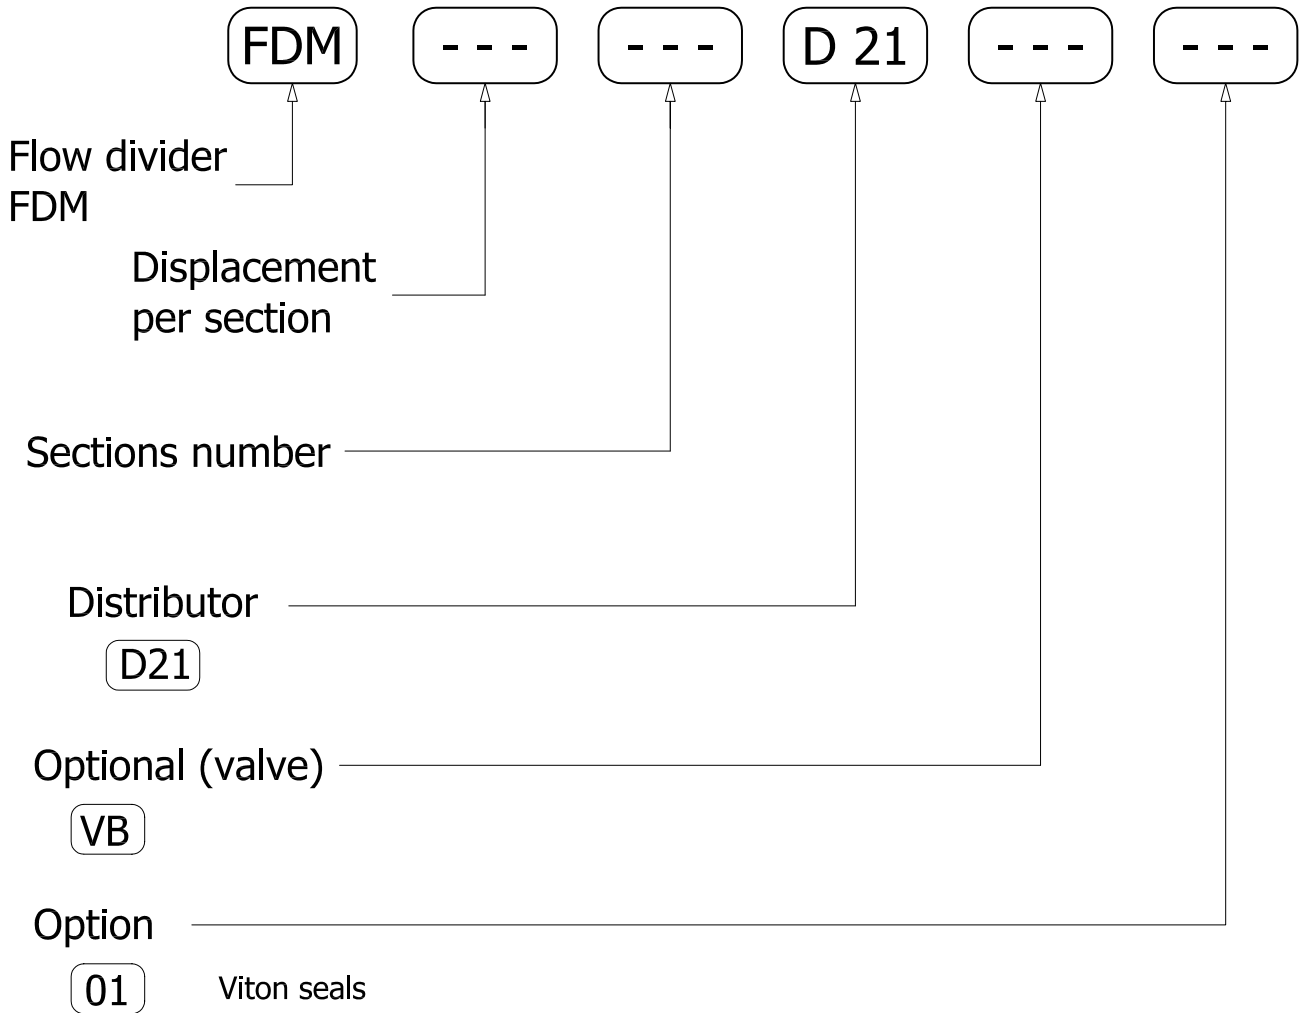 FDM - - - - - - D 21 - - - - - -
Flow divider
FDM
Displacement
per section
Sections number
Distributor
D21
Optional (valve)
VB
Option
01 Viton seals